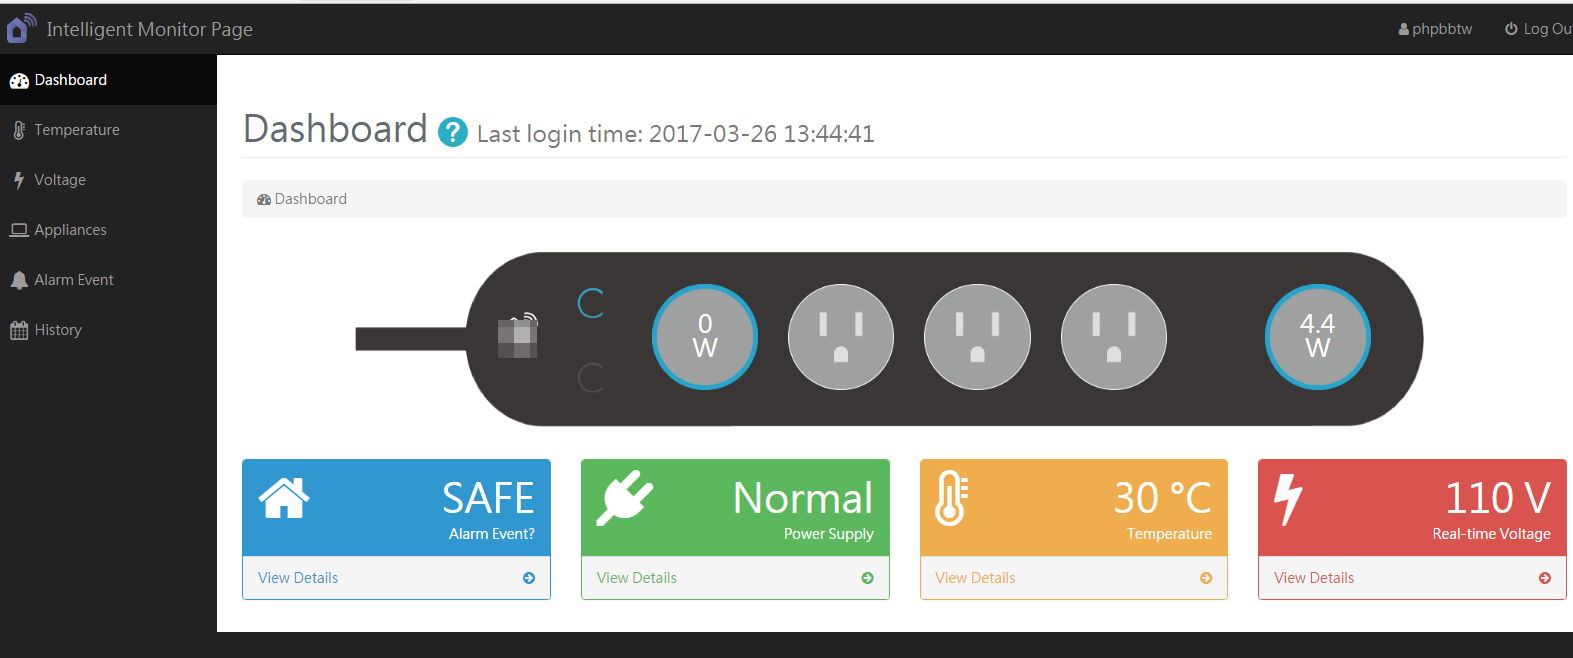 Intelligent Monitor Page
phpbbtw
Log Ou
Dashboard
Temperature
Voltage
Appliances
Alarm Event
History
Dashboard ? Last login time: 2017-03-26 13:44:41
Dashboard
0
W
4.4
W
SAFE
Alarm Event?
View Details
Normal
Power Supply
View Details
30 °C
Temperature
View Details
110 V
Real-time Voltage
View Details